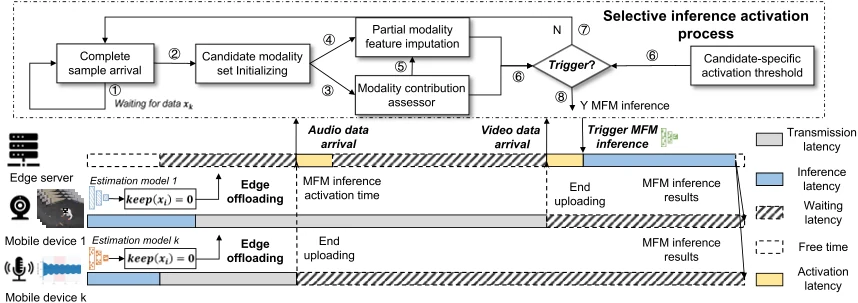 Selective inference activation
process
Complete
sample arrival
②
Candidate modality
set Initializing
④
③
Partial modality
feature imputation
⑤
Modality contribution
assessor
⑥
Trigger?
N
⑦
⑥
Candidate-specific
activation threshold
①
Waiting for data x_k
⑧
Y MFM inference
Audio data
arrival
Video data
arrival
Trigger MFM
inference
Edge server
Estimation model 1
keep(x_i) = 0
Edge
offloading
MFM inference
activation time
End
uploading
MFM inference
results
Mobile device 1
Estimation model k
keep(x_i) = 0
Edge
offloading
End
uploading
MFM inference
results
Mobile device k
Transmission
latency
Inference
latency
Waiting
latency
Free time
Activation
latency